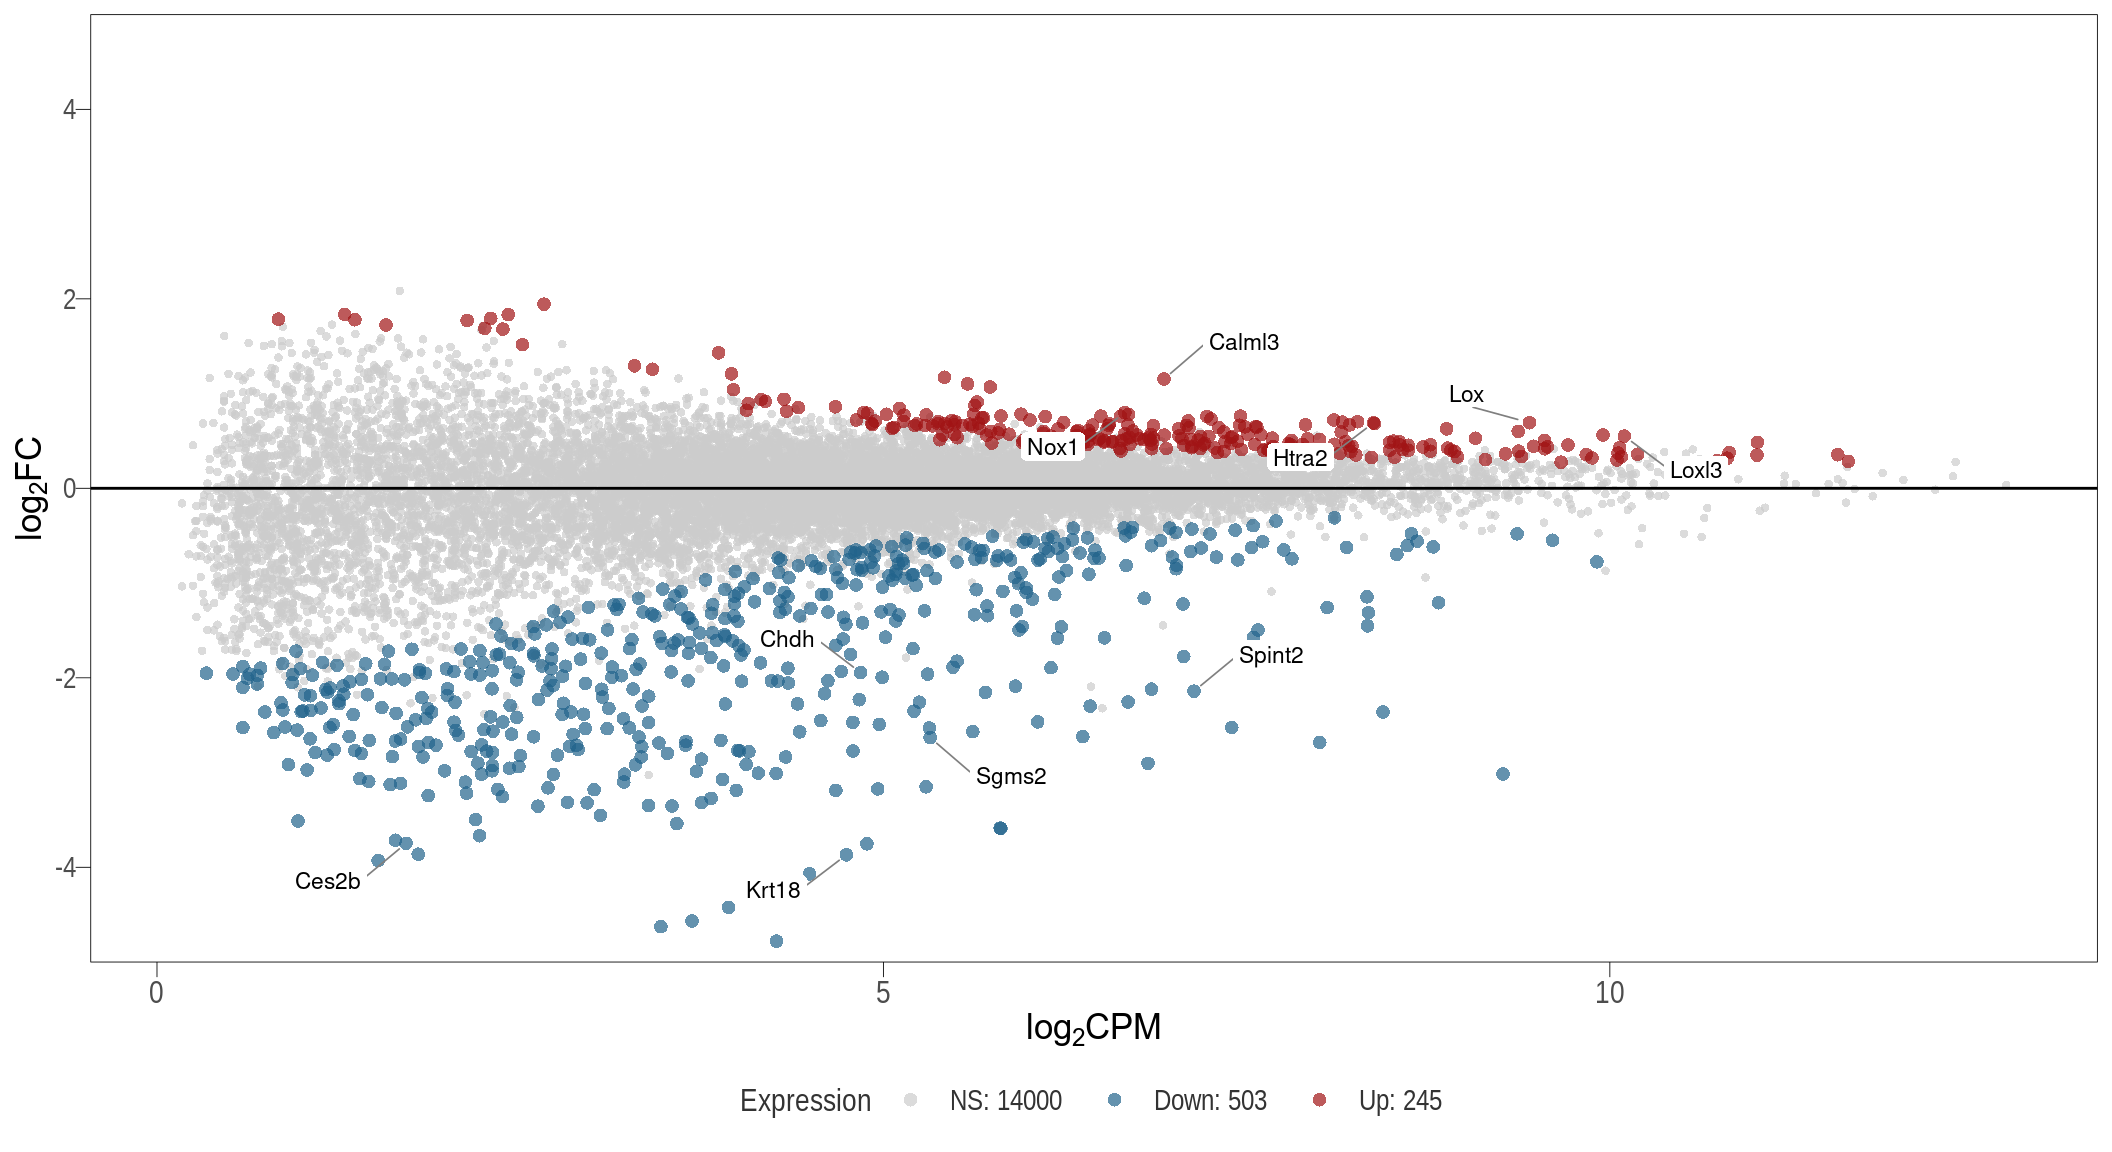 4
2
0
-2
-4
log2FC
Calml3
Lox
Nox1
Htra2
Loxl3
Chdh
Spint2
Sgms2
Ces2b
Krt18
0 5 10
log2CPM
Expression NS: 14000 Down: 503 Up: 245